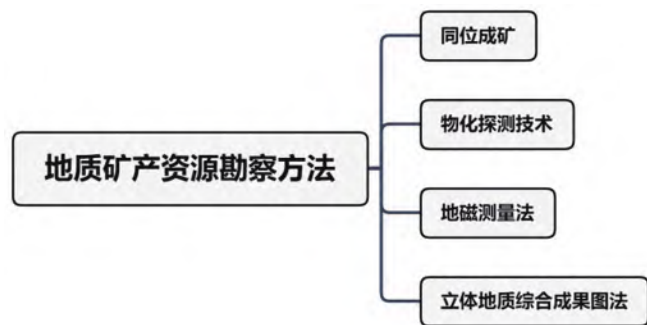 地质矿产资源勘察方法
同位成矿
物化探测技术
地磁测量法
立体地质综合成果图法